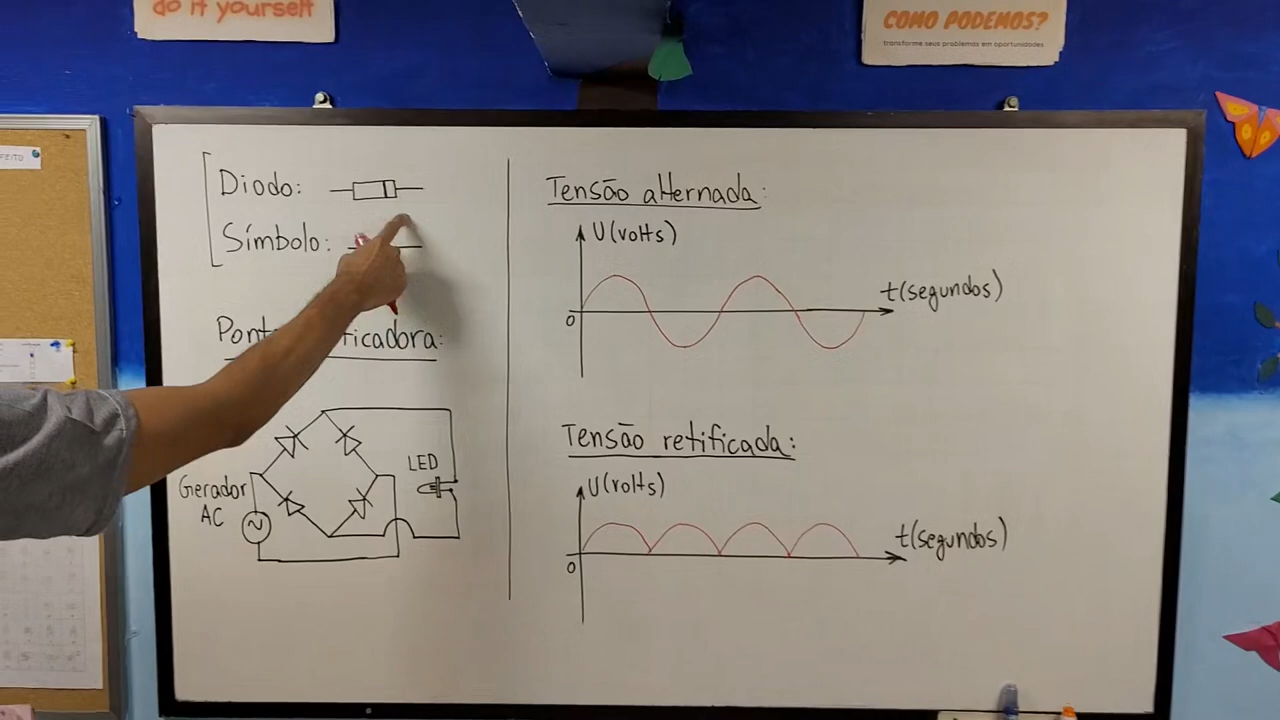 do it yourself
COMO PODEMOS?
transforme seus problemas em oportunidades
FEITO
Diodo:
Símbolo:
LED
Gerador
AC
Tensão alternada:
U(volts)
t(segundos)
0
Tensão retificada:
U(volts)
t(segundos)
0